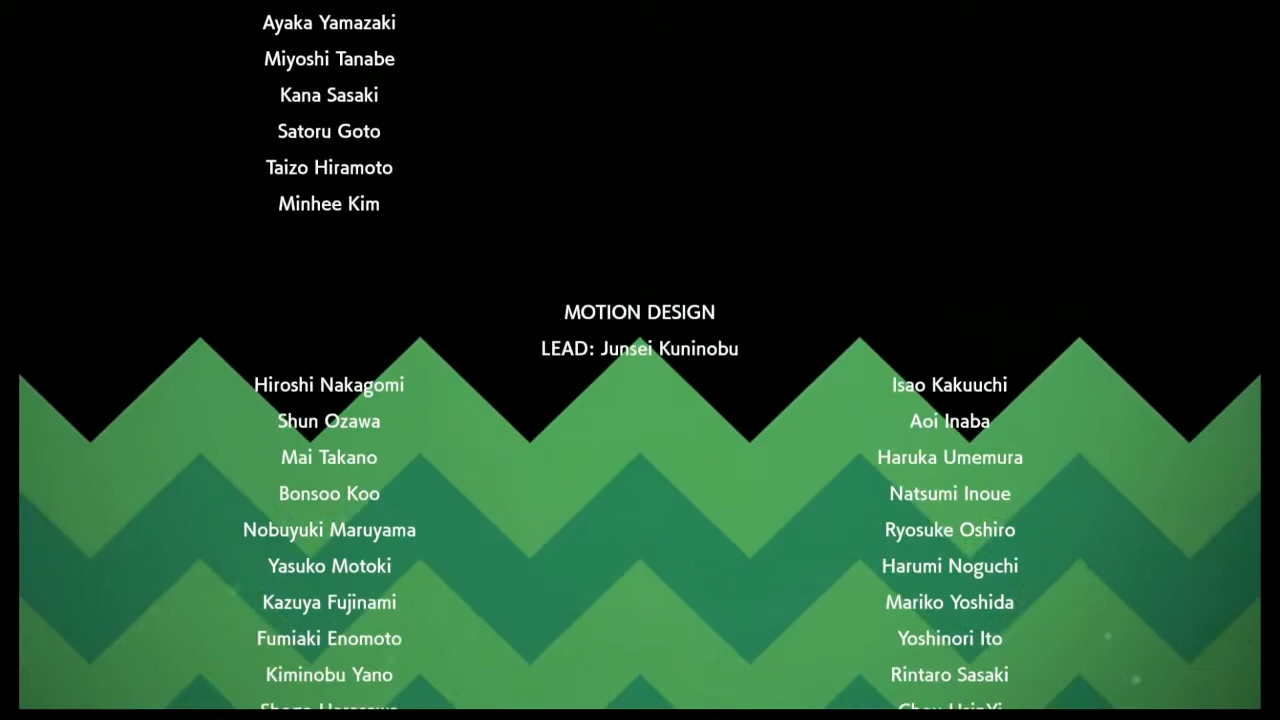 Ayaka Yamazaki
Miyoshi Tanabe
Kana Sasaki
Satoru Goto
Taizo Hiramoto
Minhee Kim
MOTION DESIGN
LEAD: Junsei Kuninobu
Hiroshi Nakagomi
Isao Kakuuchi
Shun Ozawa
Aoi Inaba
Mai Takano
Haruka Umemura
Bonsoo Koo
Natsumi Inoue
Nobuyuki Maruyama
Ryosuke Oshiro
Yasuko Motoki
Harumi Noguchi
Kazuya Fujinami
Mariko Yoshida
Fumiaki Enomoto
Yoshinori Ito
Kiminobu Yano
Rintaro Sasaki